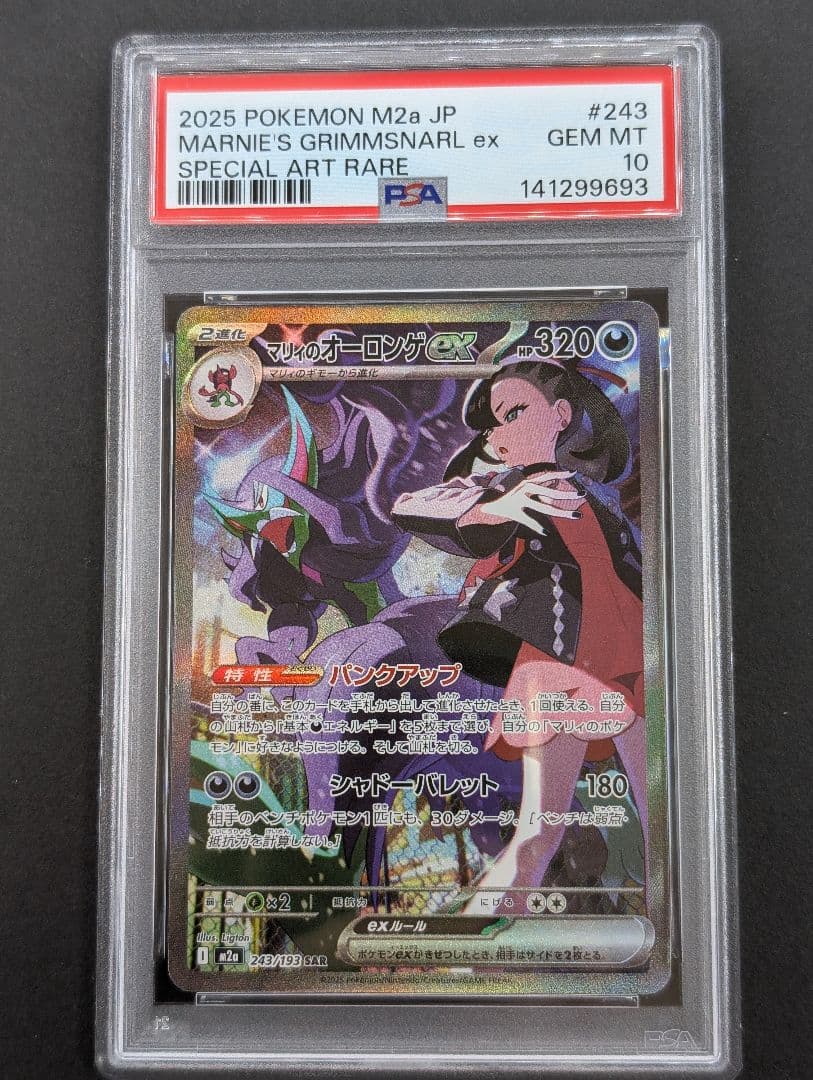 2025 POKEMON M2a JP #243
MARNIE'S GRIMMSNARL ex GEM MT
SPECIAL ART RARE 10
PSA 141299693
2進化
マリィのオーロンゲex HP320
マリィのギモーから進化
特性 パンクアップ
自分の番に、このカードを手札から出して進化させたとき、1回使える。自分
の山札から「基本エネルギー」を5枚まで選び、自分の「マリィのポケ
モン」に好きなようにつける。そして山札を切る。
シャドーバレット 180
相手のベンチポケモン1匹にも、30ダメージ。[ベンチは弱点・
抵抗力を計算しない。]
弱点 ×2 抵抗力 にげる
exルール
ポケモンexがきぜつしたとき、相手はサイドを2枚とる。
Illus. Ligton
I m2a 243/193 SAR
©2025 Pokémon/Nintendo/Creatures/GAME FREAK
PSA